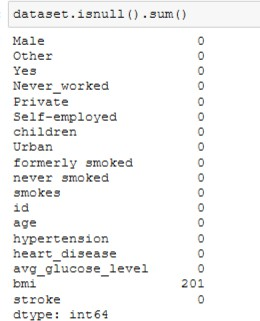 dataset.isnull().sum()
Male 0
Other 0
Yes 0
Never_worked 0
Private 0
Self-employed 0
children 0
Urban 0
formerly smoked 0
never smoked 0
smokes 0
id 0
age 0
hypertension 0
heart_disease 0
avg_glucose_level 0
bmi 201
stroke 0
dtype: int64